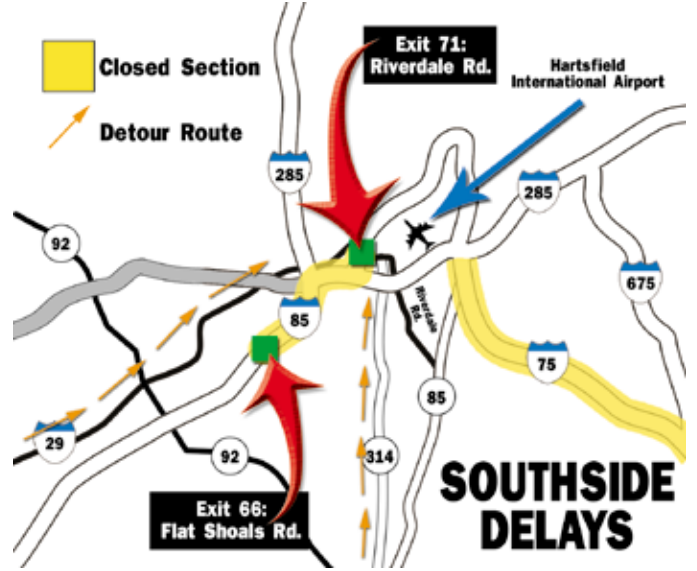 Closed Section
Detour Route
Exit 71:
Riverdale Rd.
Hartsfield
International Airport
285
285
92
675
85
Riverdale
Rd.
75
85
29
92
314
Exit 66:
Flat Shoals Rd.
SOUTHSIDE
DELAYS